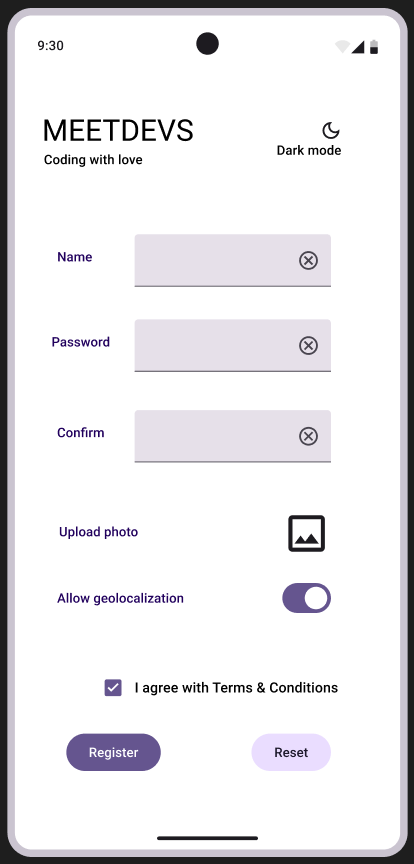 9:30
MEETDEVS
Coding with love
Dark mode
Name
Password
Confirm
Upload photo
Allow geolocalization
I agree with Terms & Conditions
Register
Reset